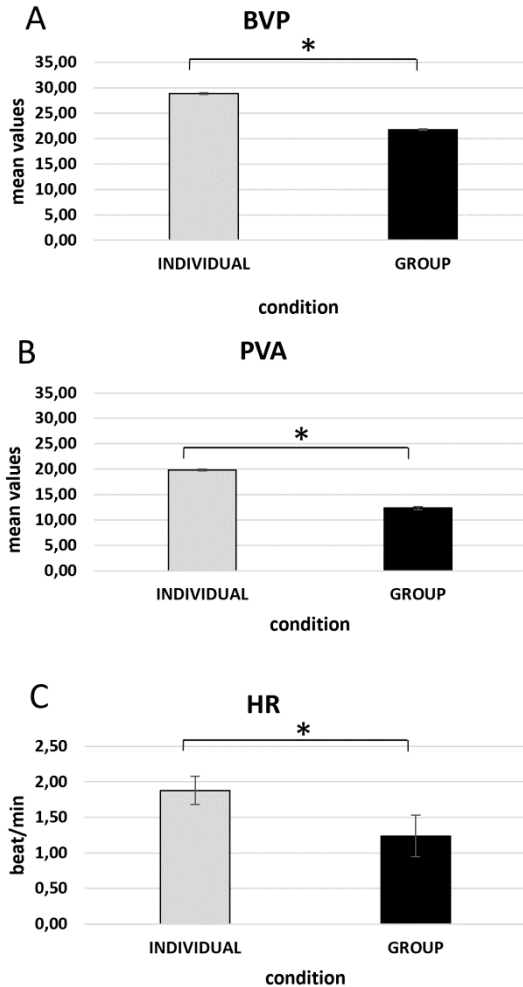 A
BVP
*
35,00
30,00
25,00
20,00
15,00
10,00
5,00
0,00
mean values
INDIVIDUAL GROUP
condition
B
PVA
*
35,00
30,00
25,00
20,00
15,00
10,00
5,00
0,00
mean values
INDIVIDUAL GROUP
condition
C
HR
*
2,50
2,00
1,50
1,00
0,50
0,00
beat/min
INDIVIDUAL GROUP
condition